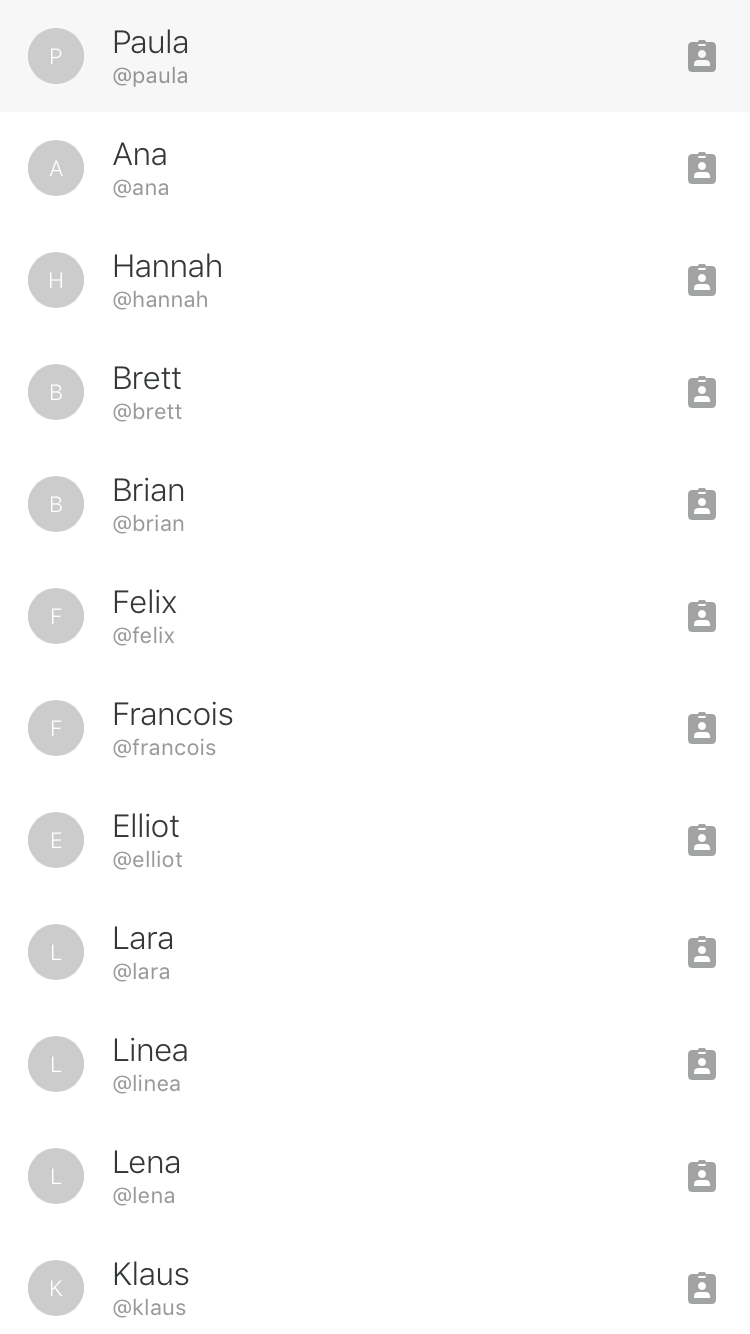 P
Paula
@paula
A
Ana
@ana
H
Hannah
@hannah
B
Brett
@brett
B
Brian
@brian
F
Felix
@felix
F
Francois
@francois
E
Elliot
@elliot
L
Lara
@lara
L
Linea
@linea
L
Lena
@lena
K
Klaus
@klaus